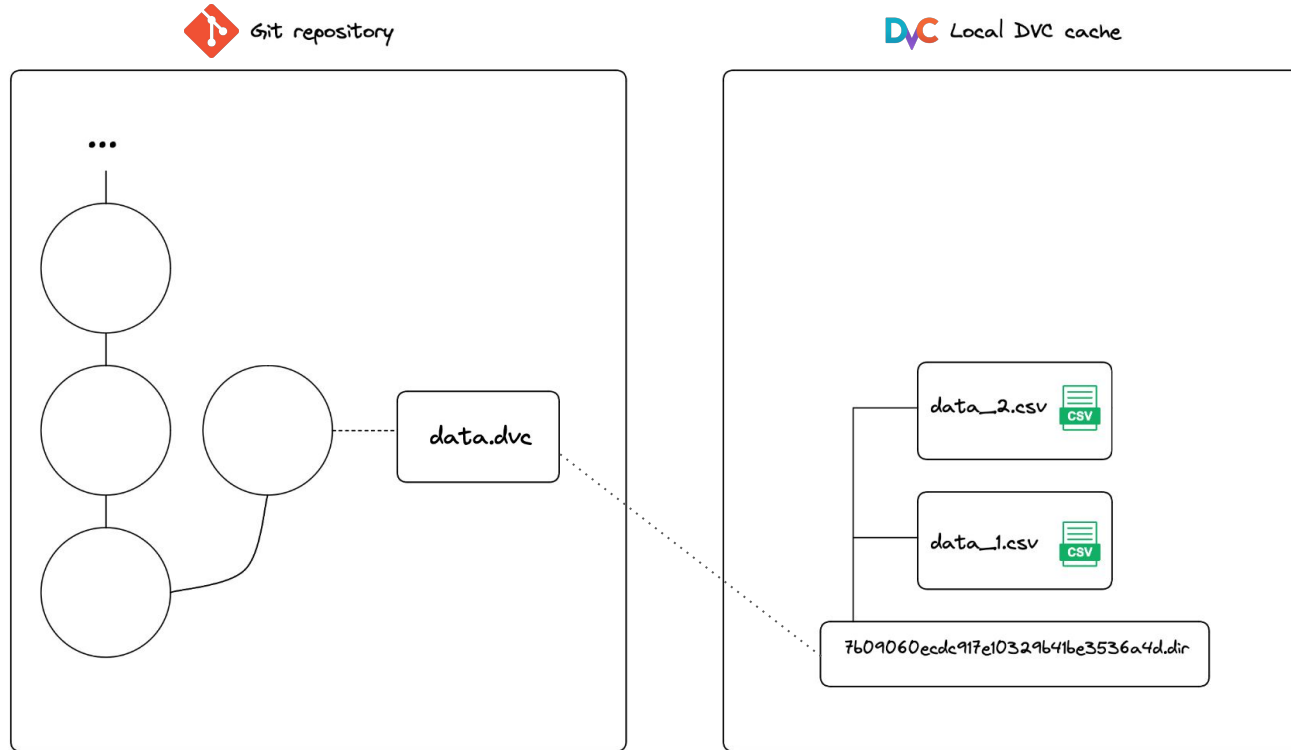 Git repository
DVC Local DVC cache
...
data.dvc
data_2.csv
CSV
data_1.csv
CSV
7b09060ecdc917e10329b41be3536a4d.dir